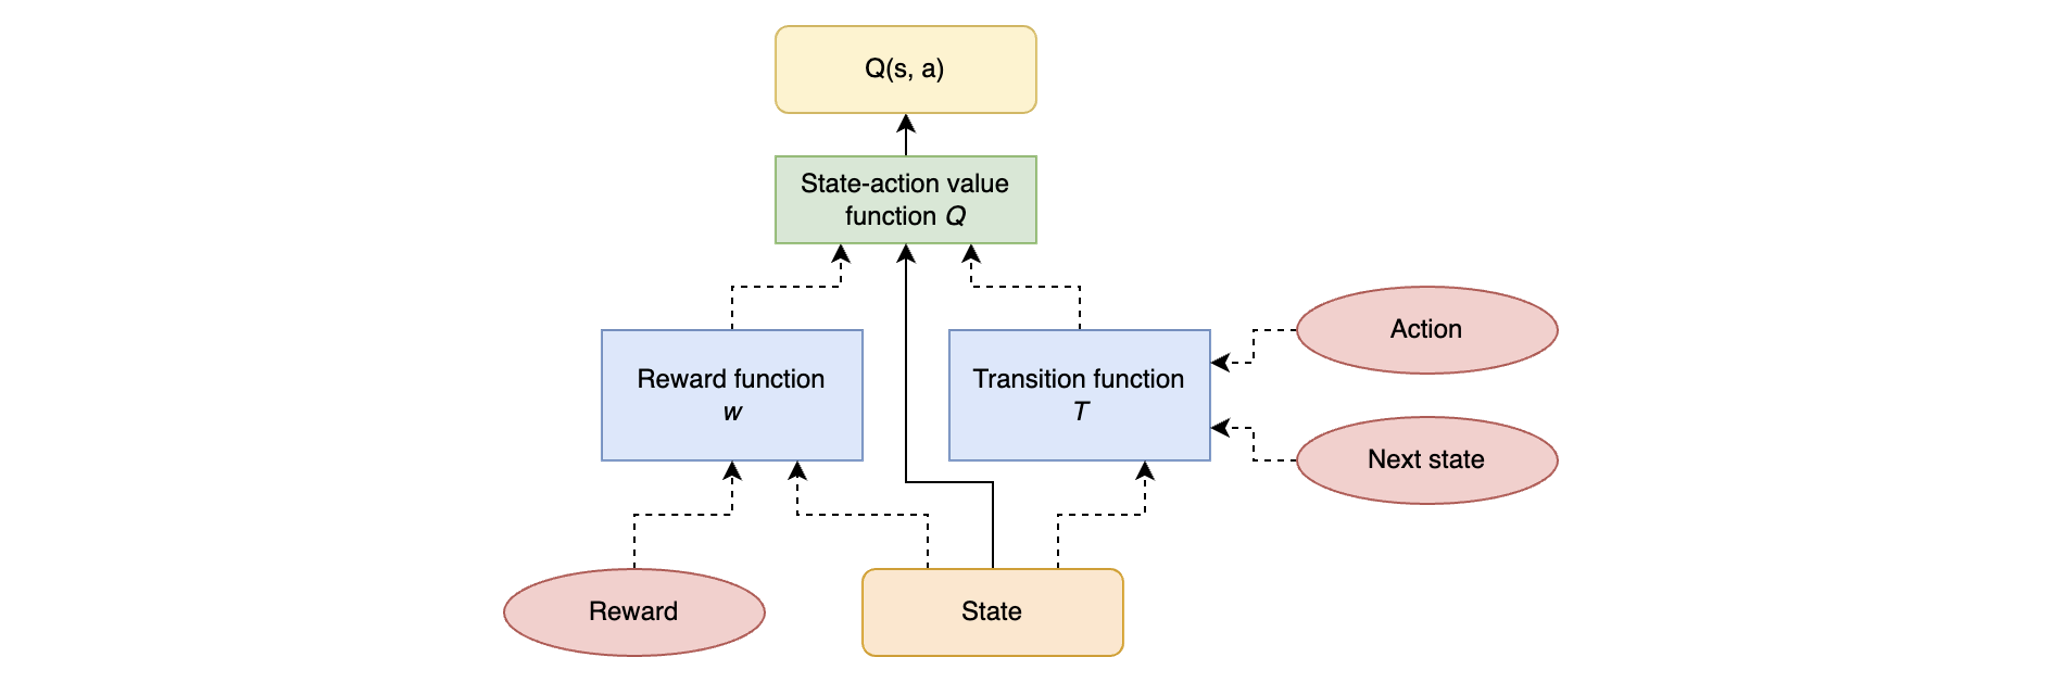 Q(s, a)
State-action value
function Q
Reward function
w
Transition function
T
Action
Next state
Reward
State